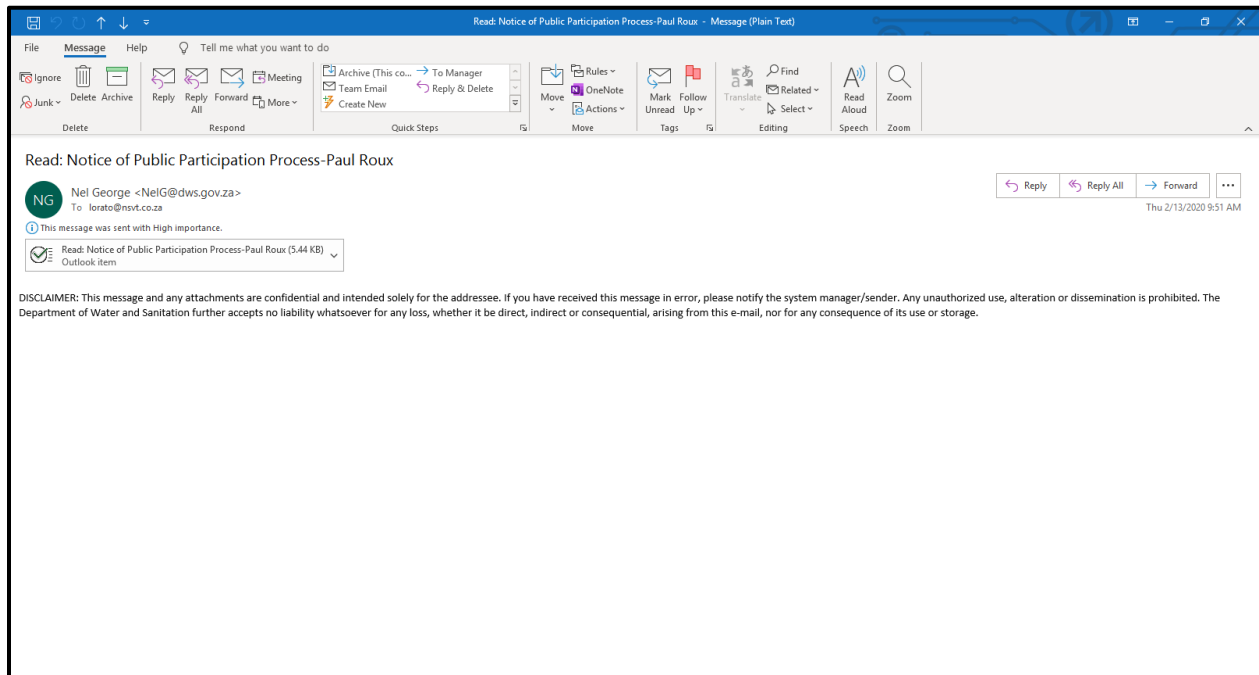 Read: Notice of Public Participation Process-Paul Roux - Message (Plain Text)
File Message Help Tell me what you want to do
Ignore
Junk
Delete
Archive
Delete
Reply
Reply All
Forward
Meeting
More
Respond
Archive (This co...
Team Email
Create New
To Manager
Reply & Delete
Quick Steps
Move
Rules
OneNote
Actions
Move
Mark Unread
Follow Up
Tags
Translate
Find
Related
Select
Editing
Read Aloud
Speech
Zoom
Zoom
Read: Notice of Public Participation Process-Paul Roux
NG
Nel George <NelG@dws.gov.za>
To lorato@nsvt.co.za
Reply
Reply All
Forward
Thu 2/13/2020 9:51 AM
This message was sent with High importance.
Read: Notice of Public Participation Process-Paul Roux (5.44 KB)
Outlook item
DISCLAIMER: This message and any attachments are confidential and intended solely for the addressee. If you have received this message in error, please notify the system manager/sender. Any unauthorized use, alteration or dissemination is prohibited. The
Department of Water and Sanitation further accepts no liability whatsoever for any loss, whether it be direct, indirect or consequential, arising from this e-mail, nor for any consequence of its use or storage.